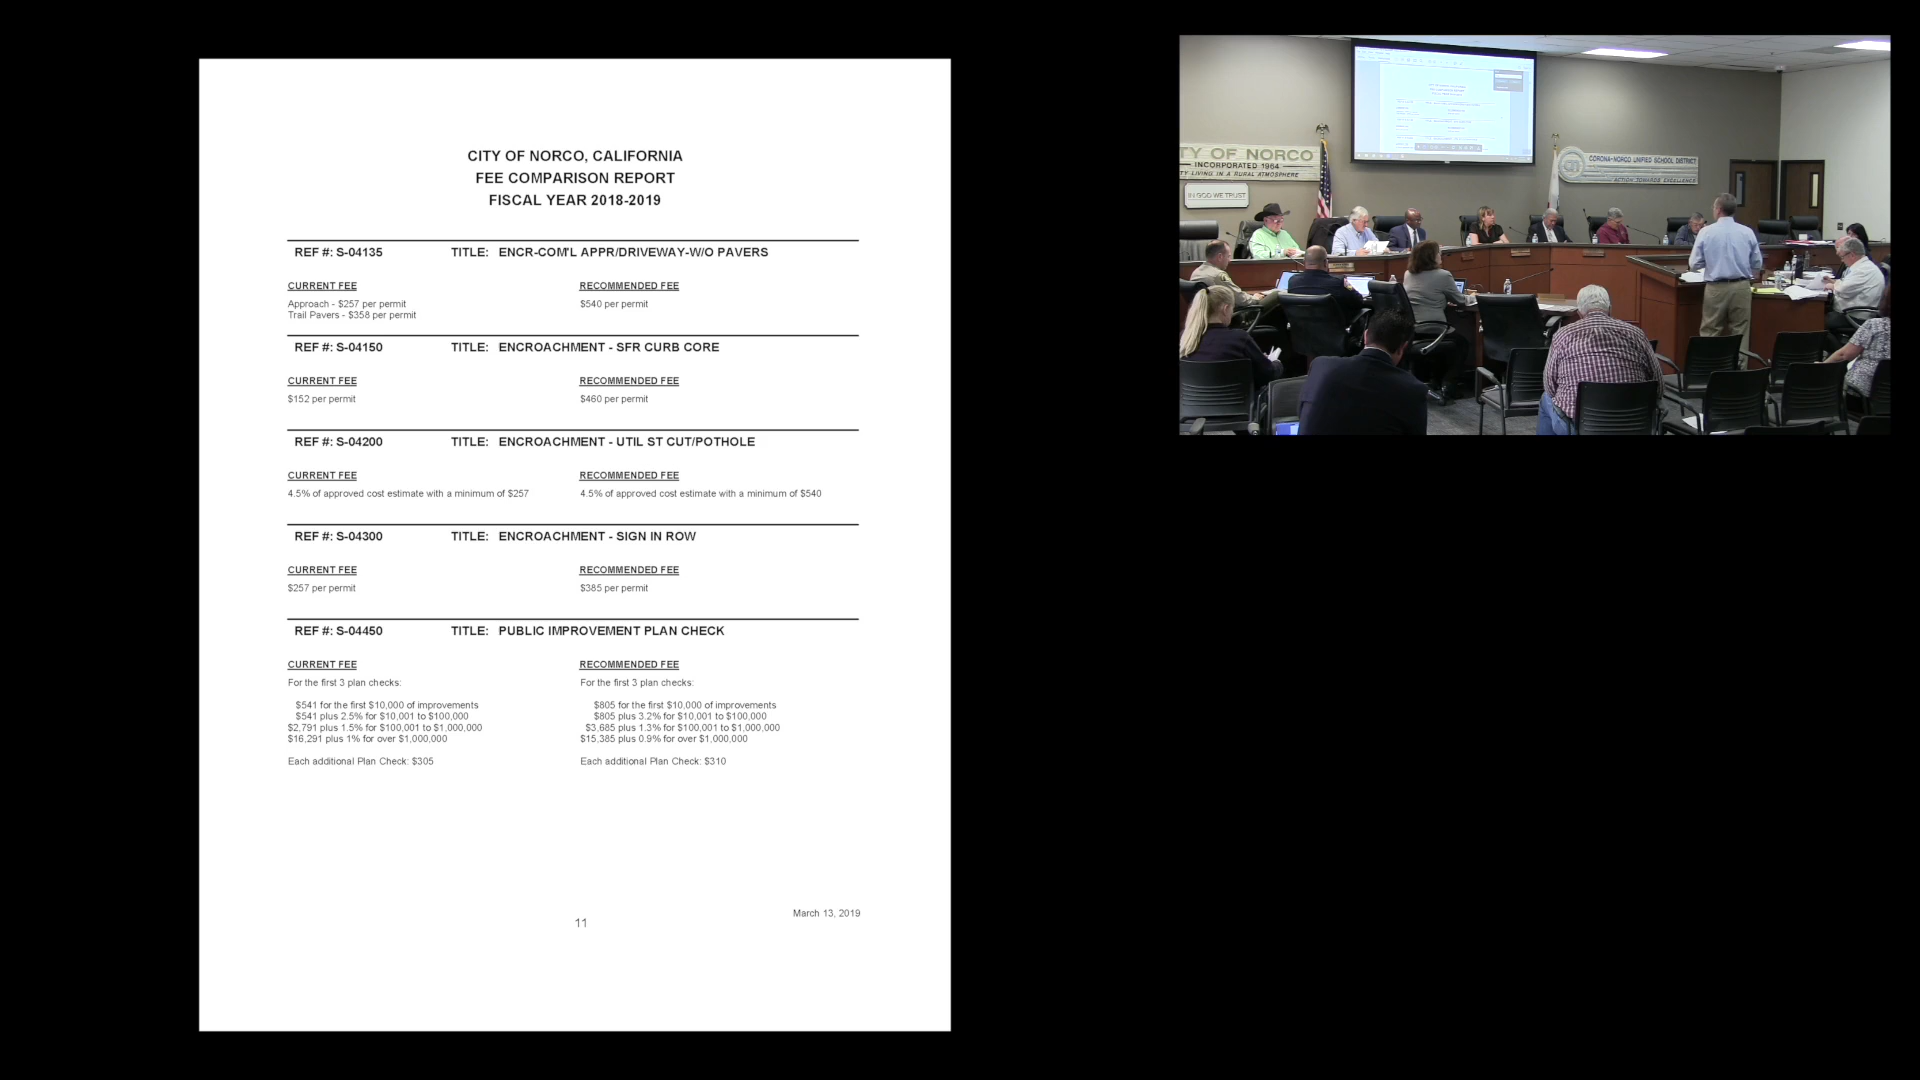 CITY OF NORCO, CALIFORNIA
FEE COMPARISON REPORT
FISCAL YEAR 2018-2019
REF #: S-04135 TITLE: ENCR-COM'L APPR/DRIVEWAY-W/O PAVERS
CURRENT FEE RECOMMENDED FEE
Approach - $257 per permit $540 per permit
Trail Pavers - $358 per permit
REF #: S-04150 TITLE: ENCROACHMENT - SFR CURB CORE
CURRENT FEE RECOMMENDED FEE
$152 per permit $460 per permit
REF #: S-04200 TITLE: ENCROACHMENT - UTIL ST CUT/POTHOLE
CURRENT FEE RECOMMENDED FEE
4.5% of approved cost estimate with a minimum of $257 4.5% of approved cost estimate with a minimum of $540
REF #: S-04300 TITLE: ENCROACHMENT - SIGN IN ROW
CURRENT FEE RECOMMENDED FEE
$257 per permit $385 per permit
REF #: S-04450 TITLE: PUBLIC IMPROVEMENT PLAN CHECK
CURRENT FEE RECOMMENDED FEE
For the first 3 plan checks: For the first 3 plan checks:
$541 for the first $10,000 of improvements $805 for the first $10,000 of improvements
$541 plus 2.5% for $10,001 to $100,000 $805 plus 3.2% for $10,001 to $100,000
$2,791 plus 1.5% for $100,001 to $1,000,000 $3,685 plus 1.3% for $100,001 to $1,000,000
$16,291 plus 1% for over $1,000,000 $15,385 plus 0.9% for over $1,000,000
Each additional Plan Check: $305 Each additional Plan Check: $310
March 13, 2019
11
TY OF NORCO
INCORPORATED 1964
TY LIVING IN A RURAL ATMOSPHERE
IN GOD WE TRUST
CORONA-NORCO UNIFIED SCHOOL DISTRICT
ACTION TOWARDS EXCELLENCE